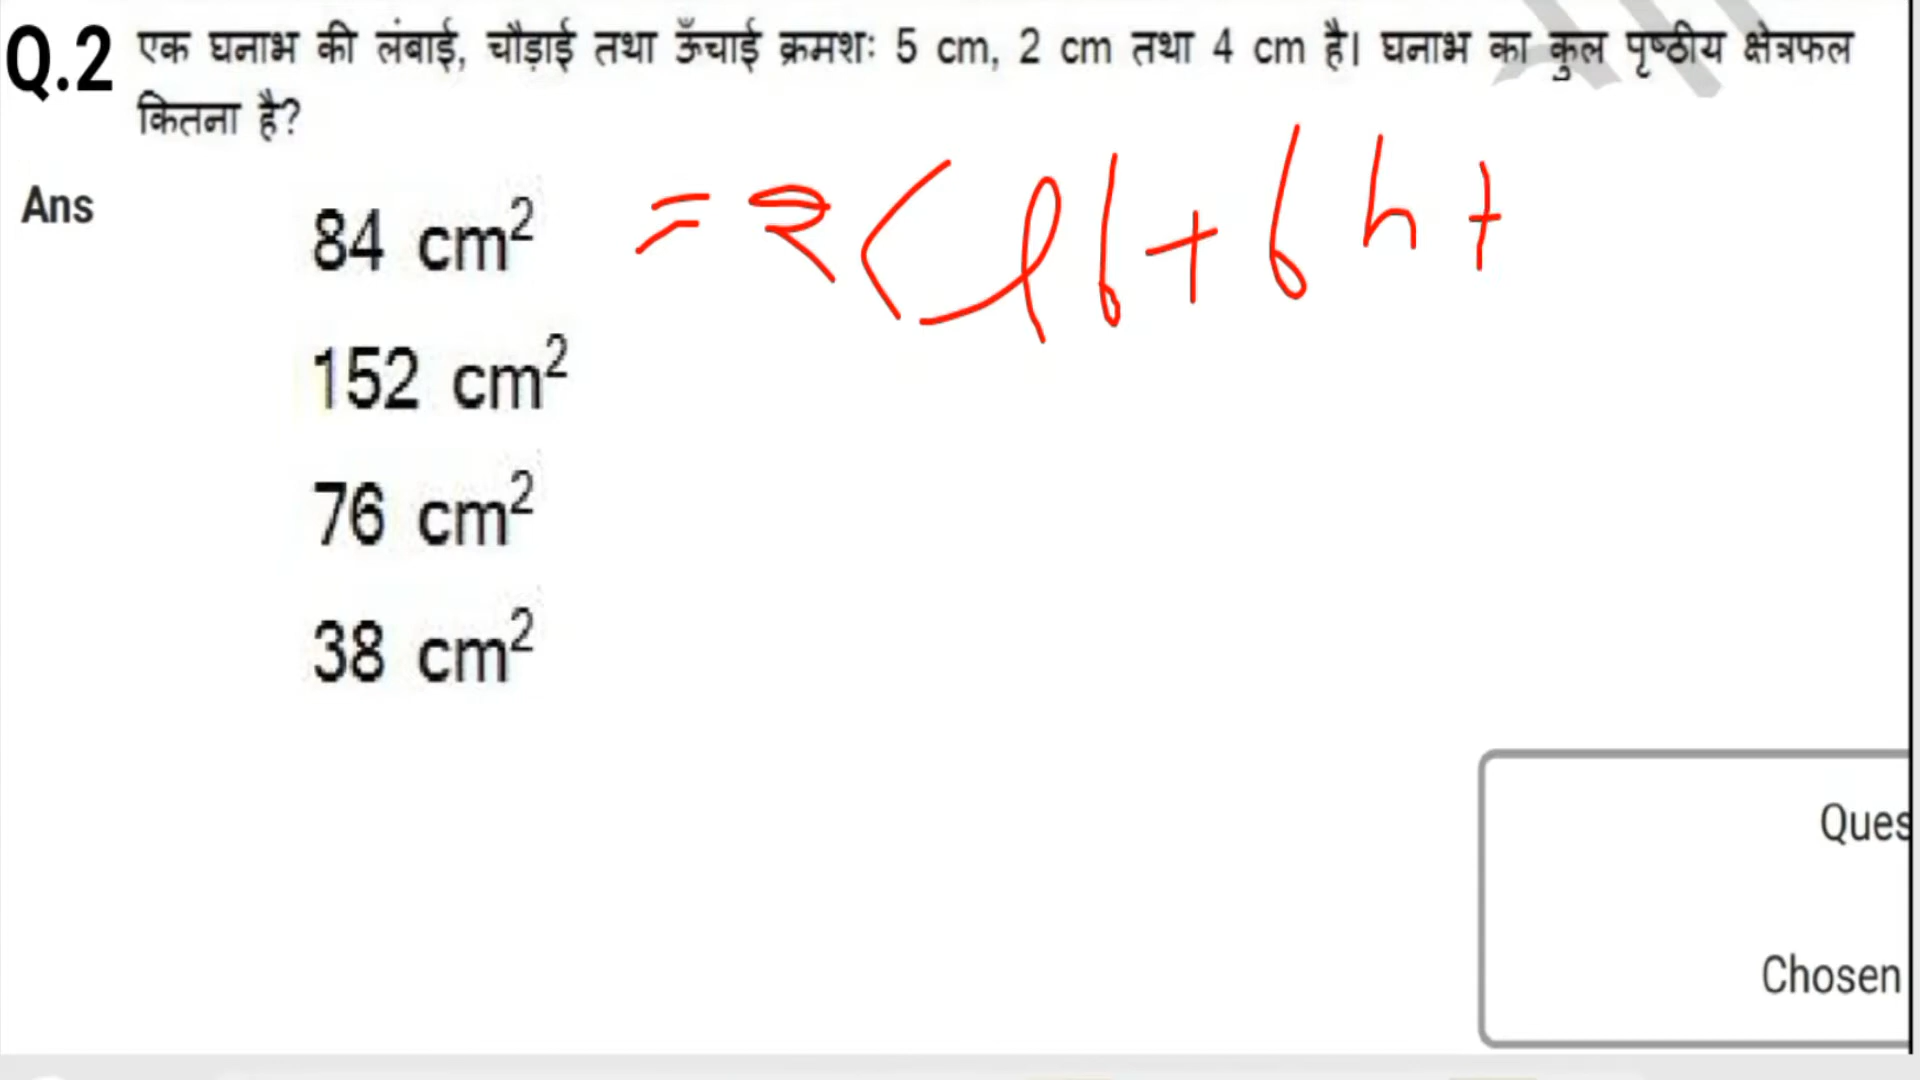 Q.2 एक घनाभ की लंबाई, चौड़ाई तथा ऊँचाई क्रमशः 5 cm, 2 cm तथा 4 cm है। घनाभ का कुल पृष्ठीय क्षेत्रफल
कितना है?
Ans 84 cm² = 2(lb + bh +
152 cm²
76 cm²
38 cm²
Ques
Chosen